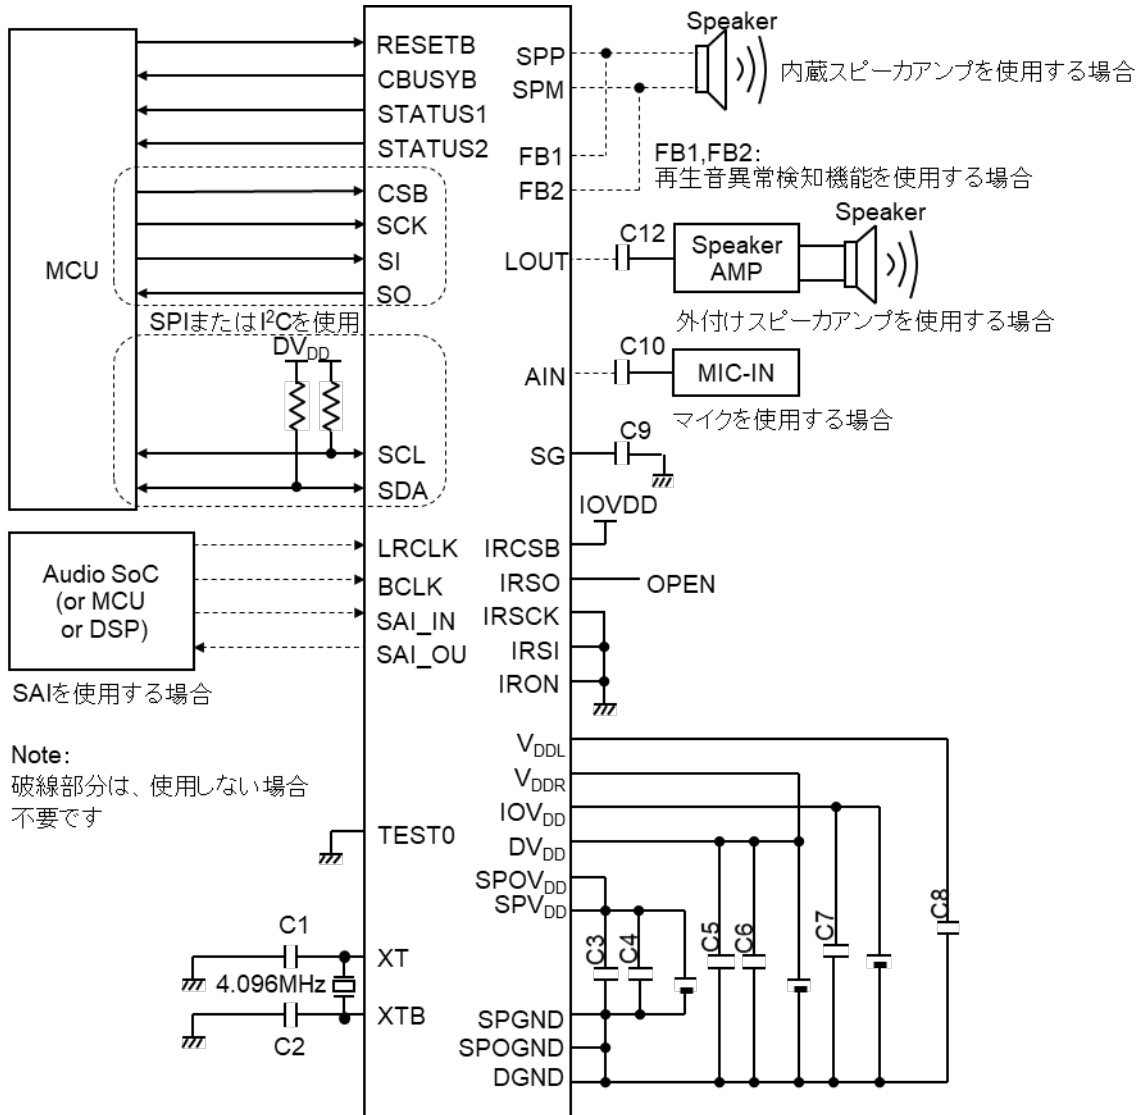 MCU
RESETB
CBUSYB
STATUS1
STATUS2
CSB
SCK
SI
SO
SPIまたはI²Cを使用
DV_DD
SCL
SDA
Audio SoC
(or MCU
or DSP)
LRCLK
BCLK
SAI_IN
SAI_OU
SAIを使用する場合
Note:
破線部分は、使用しない場合
不要です
TEST0
C1
XT
4.096MHz
XTB
C2
SPP
SPM
Speaker
内蔵スピーカアンプを使用する場合
FB1
FB2
FB1,FB2:
再生音異常検知機能を使用する場合
LOUT
C12
Speaker
AMP
Speaker
外付けスピーカアンプを使用する場合
AIN
C10
MIC-IN
マイクを使用する場合
SG
C9
IOVDD
IRCSB
IRSO
OPEN
IRSCK
IRSI
IRON
V_DDL
V_DDR
IOV_DD
DV_DD
SPOV_DD
SPV_DD
C3
C4
C5
C6
C7
C8
SPGND
SPOGND
DGND